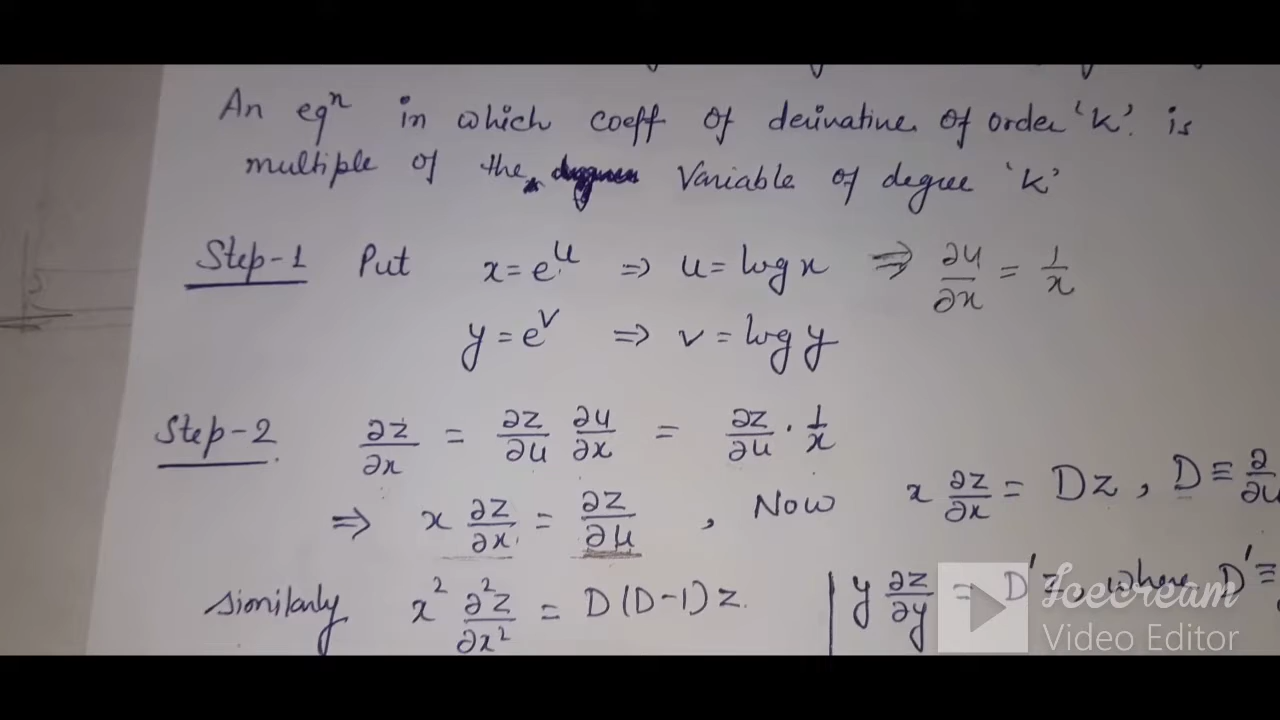 An eqⁿ in which coeff of derivative of order 'K' is
multiple of the Variable of degree 'K'
Step-1 Put x = e^u ⇒ u = log x ⇒ ∂u/∂x = 1/x
y = e^v ⇒ v = log y
Step-2 ∂z/∂x = ∂z/∂u ∂u/∂x = ∂z/∂u · 1/x
⇒ x ∂z/∂x = ∂z/∂u , Now x ∂z/∂x = Dz, D ≡ ∂/∂u
Similarly x² ∂²z/∂x² = D(D-1)z. | y ∂z/∂y = D'z, where D' ≡
Icecream
Video Editor